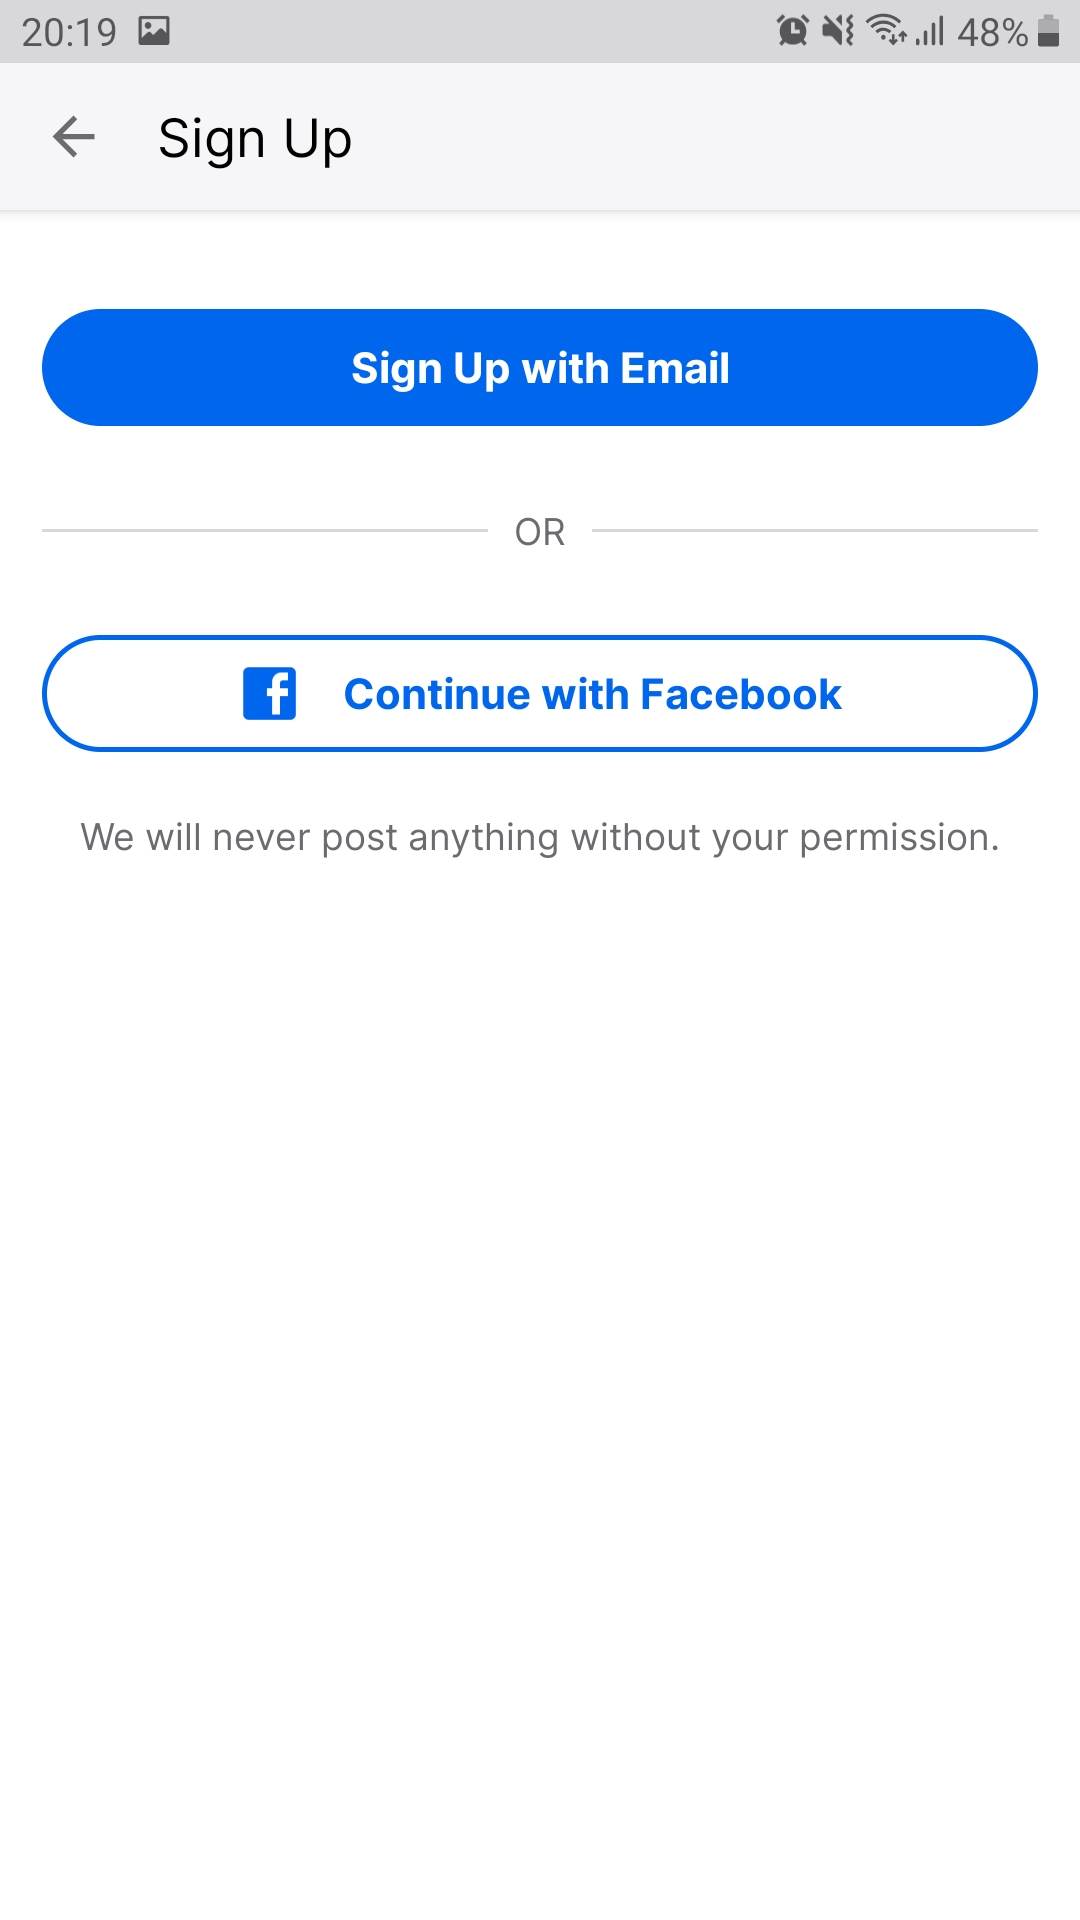 20:19 48%
Sign Up
Sign Up with Email
OR
Continue with Facebook
We will never post anything without your permission.